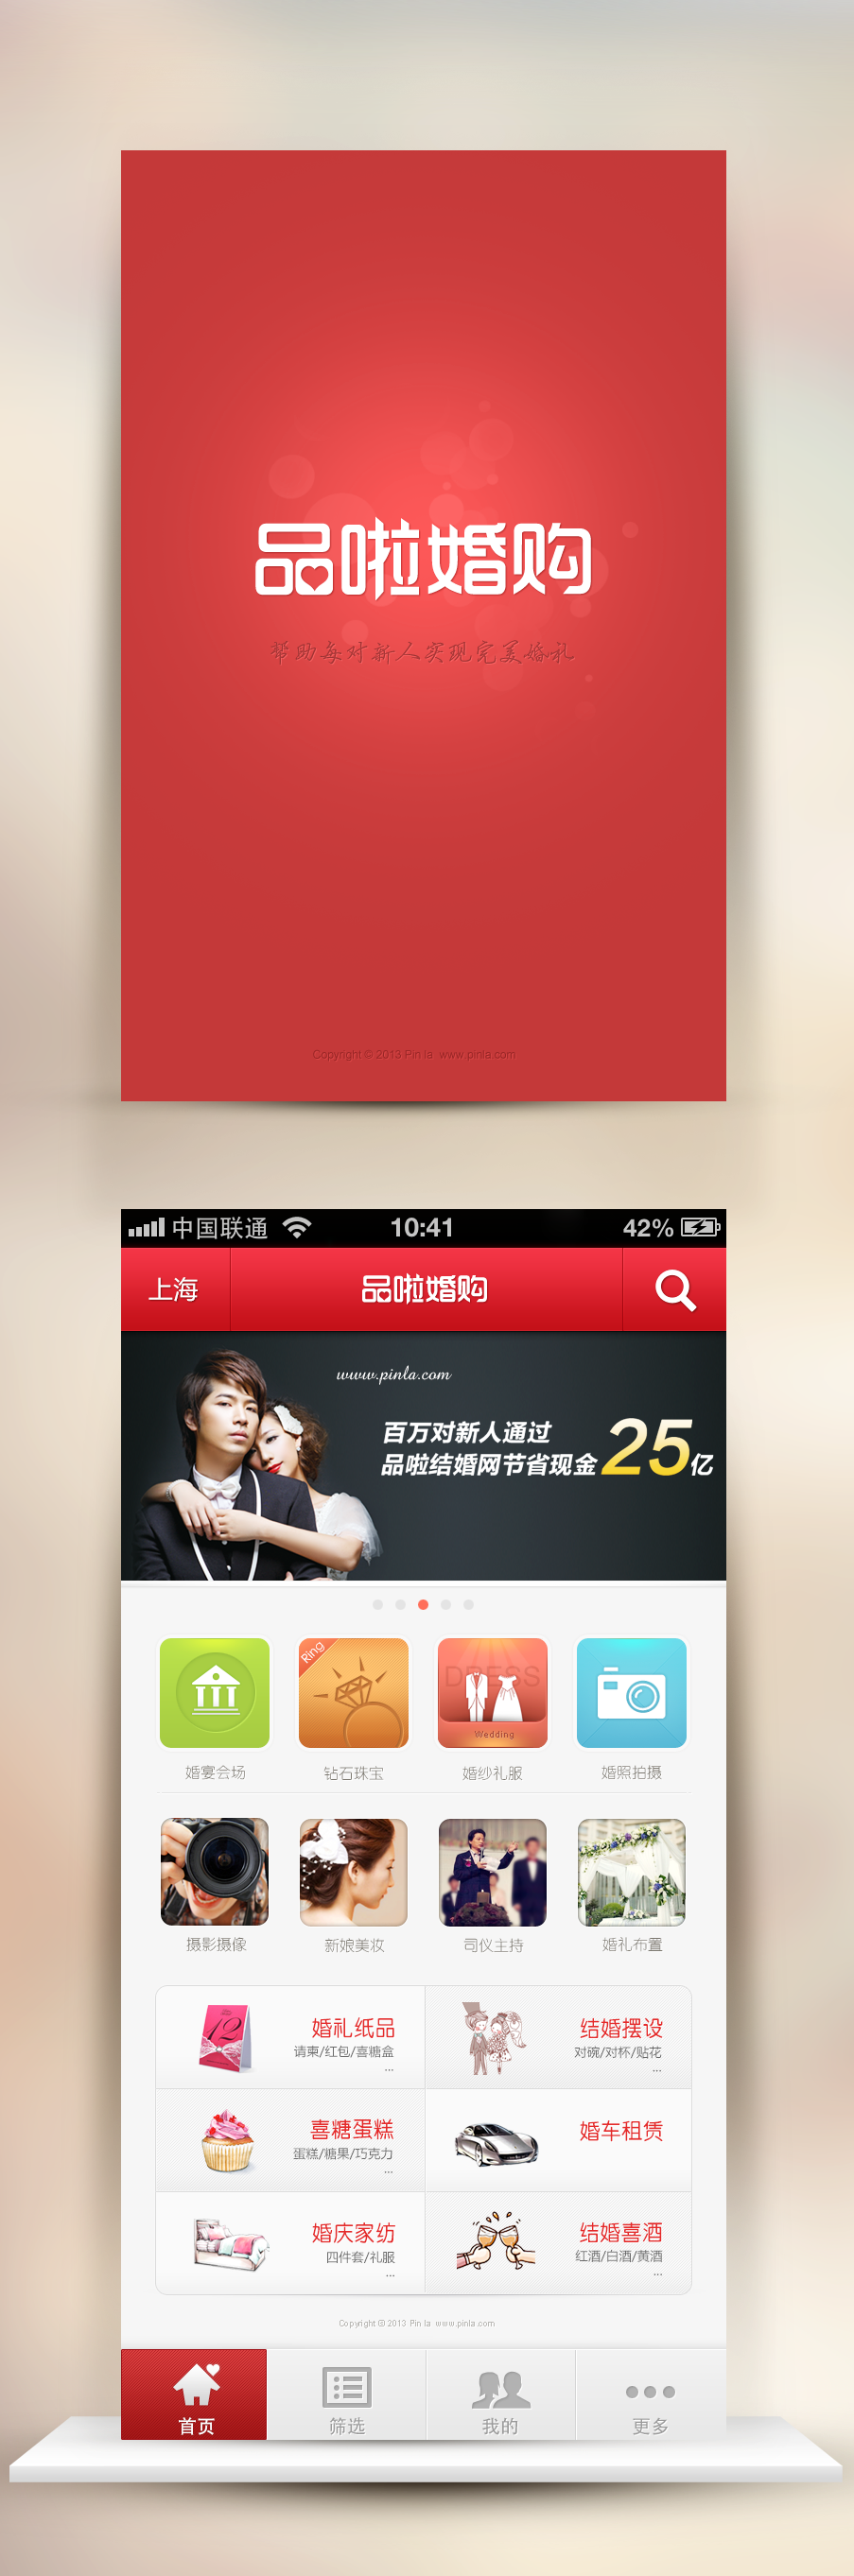 品啦婚购
帮助每对新人实现完美婚礼
Copyright © 2013 Pin la www.pinla.com
中国联通 10:41 42%
上海 品啦婚购
www.pinla.com
百万对新人通过
品啦结婚网节省现金25亿
Ring
DRESS
Wedding
婚宴会场 钻石珠宝 婚纱礼服 婚照拍摄
摄影摄像 新娘美妆 司仪主持 婚礼布置
12
婚礼纸品
请柬/红包/喜糖盒
...
结婚摆设
对碗/对杯/贴花
...
喜糖蛋糕
蛋糕/糖果/巧克力
...
婚车租赁
婚庆家纺
四件套/礼服
...
结婚喜酒
红酒/白酒/黄酒
...
Copyright © 2013 Pin la www.pinla.com
首页 筛选 我的 更多